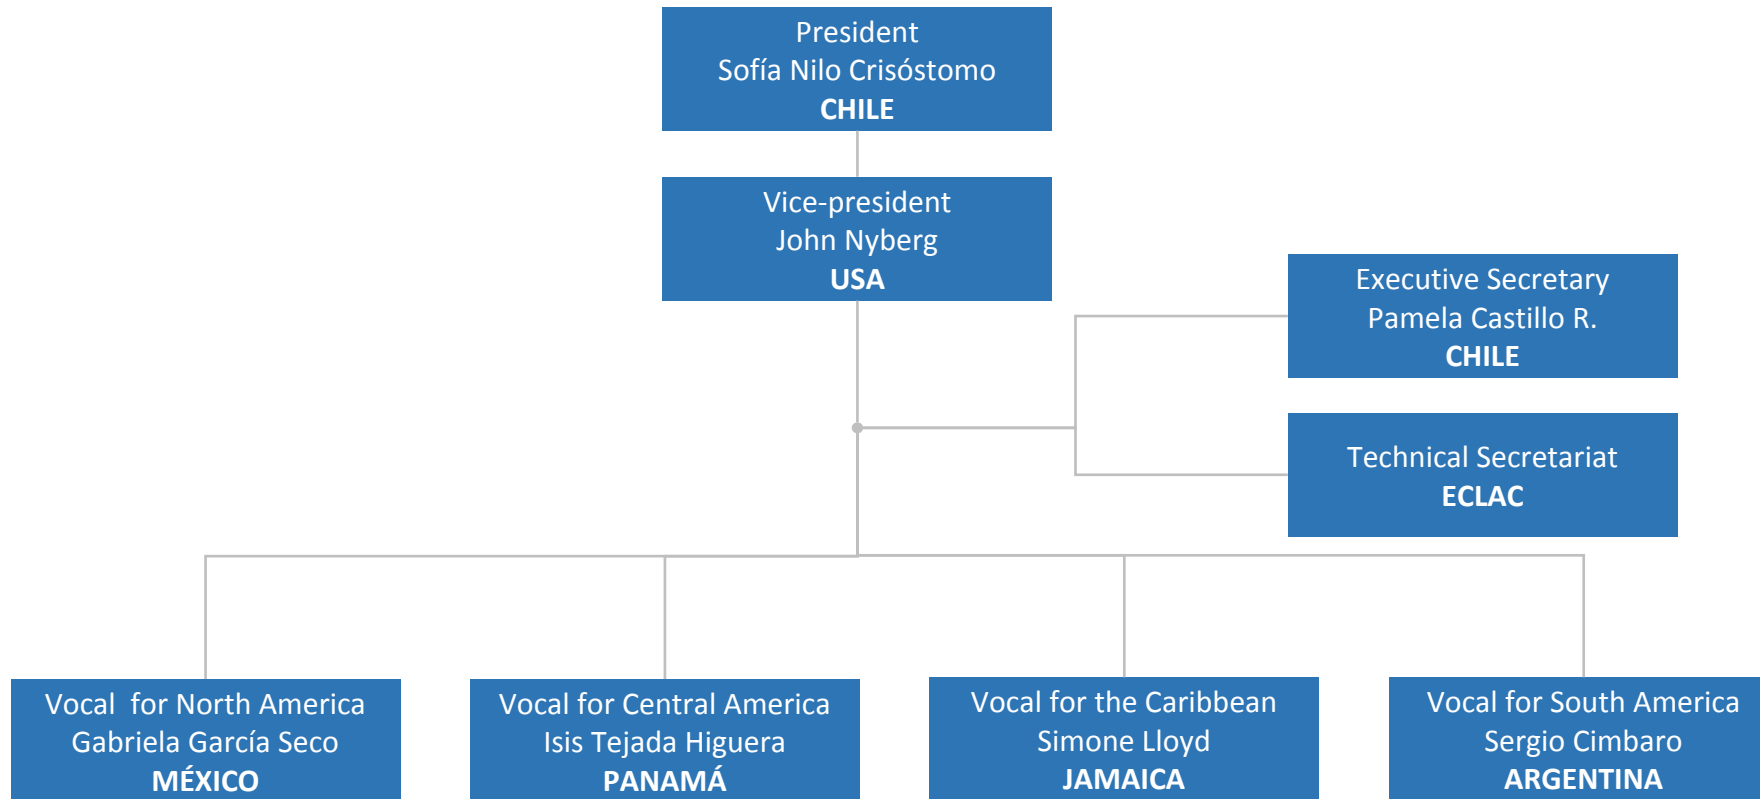 President
Sofía Nilo Crisóstomo
CHILE
Vice-president
John Nyberg
USA
Executive Secretary
Pamela Castillo R.
CHILE
Technical Secretariat
ECLAC
Vocal  for North America
Gabriela García Seco
MÉXICO
Vocal for Central America
Isis Tejada Higuera
PANAMÁ
Vocal for the Caribbean
Simone Lloyd
JAMAICA
Vocal for South America
Sergio Cimbaro
ARGENTINA